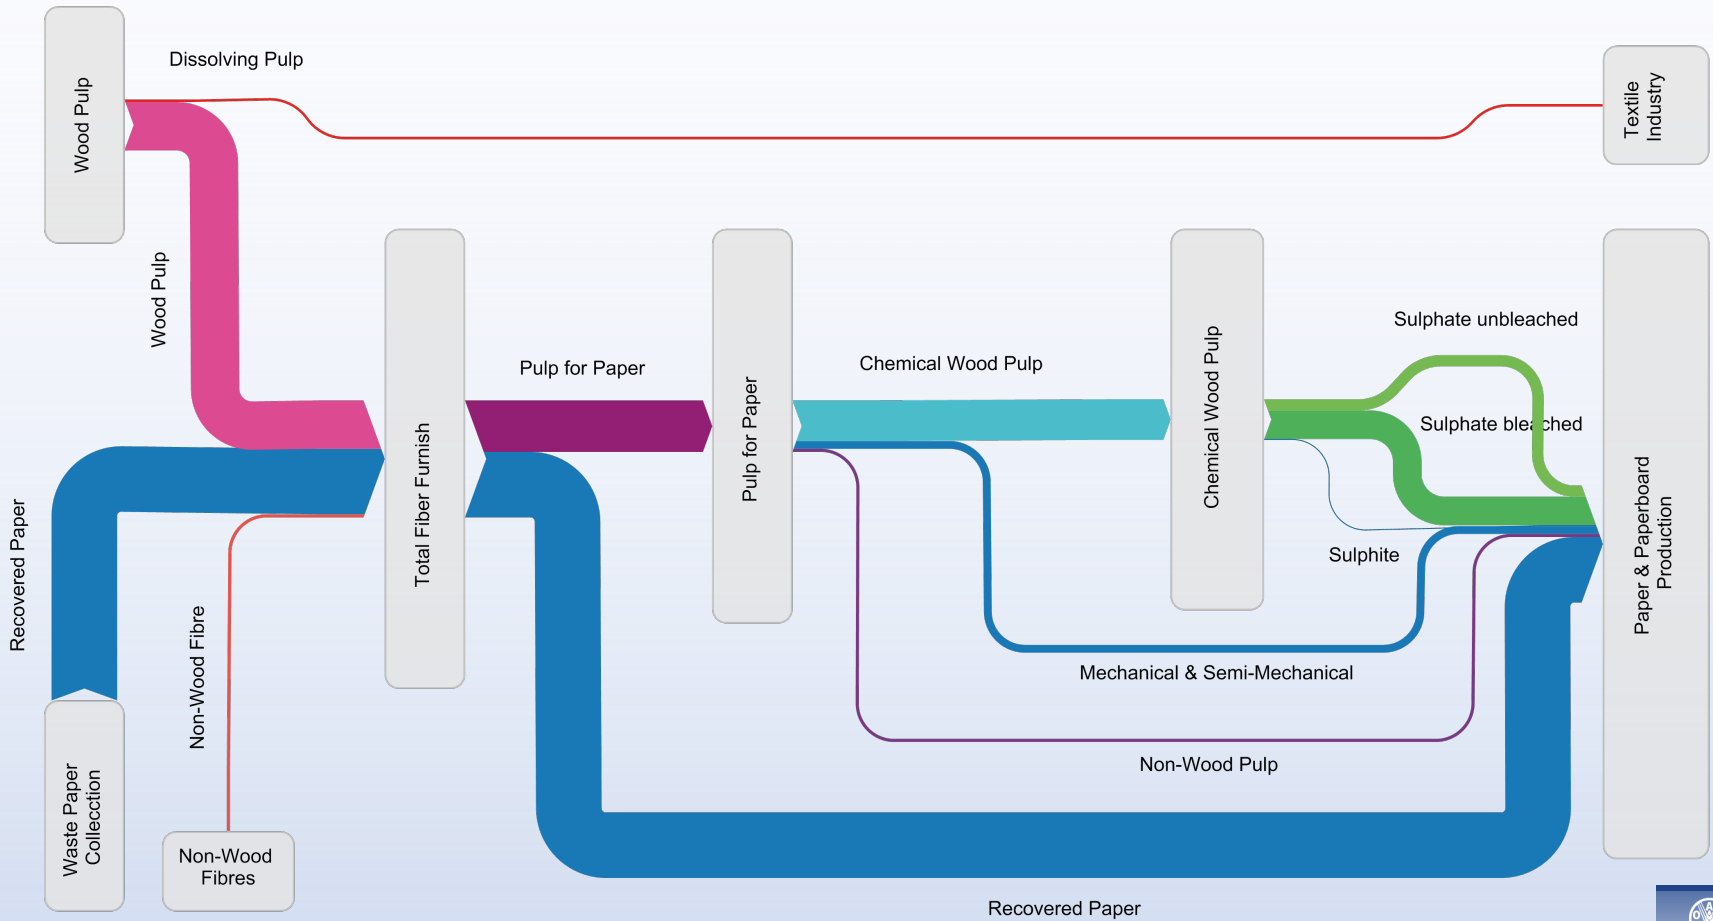 Wood Pulp
Dissolving Pulp
Textile
Industry
Wood Pulp
Recovered Paper
Non-Wood Fibre
Waste Paper
Collecction
Non-Wood
Fibres
Total Fiber Furnish
Pulp for Paper
Pulp for Paper
Chemical Wood Pulp
Chemical Wood Pulp
Sulphate unbleached
Sulphate bleached
Sulphite
Mechanical & Semi-Mechanical
Non-Wood Pulp
Recovered Paper
Paper & Paperboard
Production